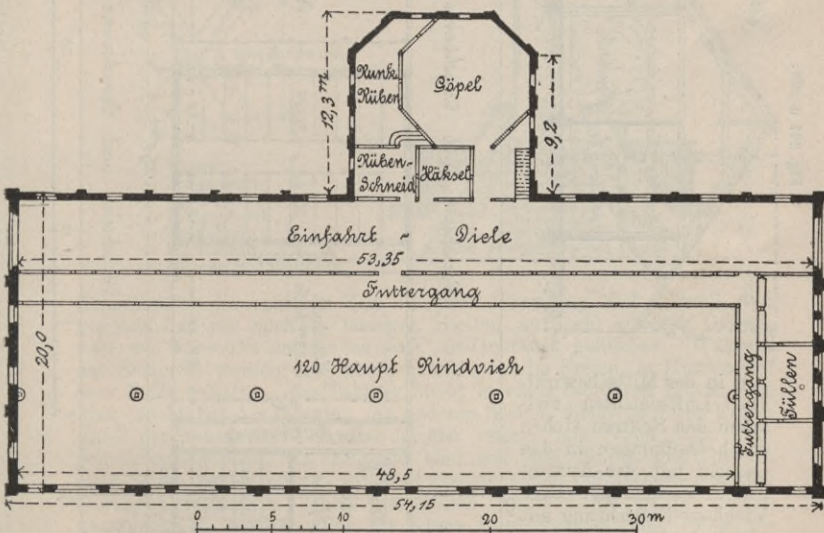 Runk-
Rüben
Göpel
12,3 m
9,2
Rüben-
Schneid
Häksel
Einfahrt - Diele
53,35
Futtergang
20,0
120 Haupt Rindvieh
Futtergang
Füllen
48,5
54,15
0 5 10 20 30 m